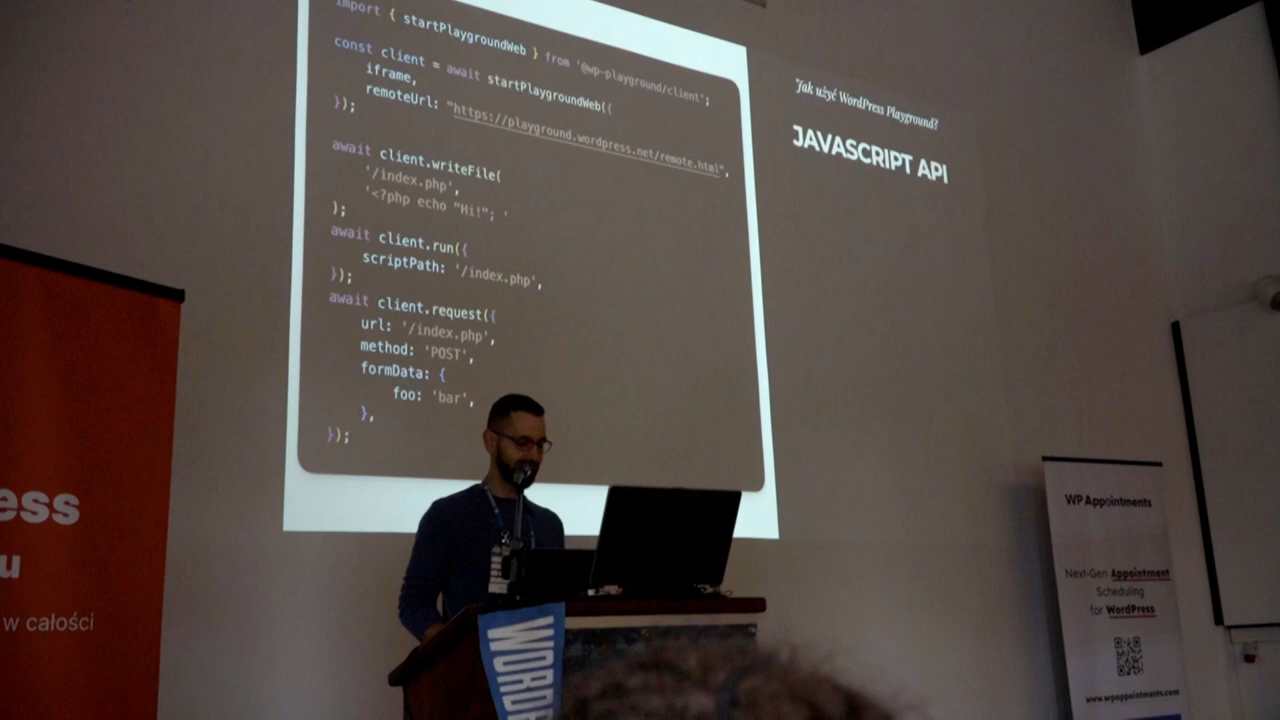 import { startPlaygroundWeb } from '@wp-playground/client';
const client = await startPlaygroundWeb({
iframe,
remoteUrl: "https://playground.wordpress.net/remote.html",
});
await client.writeFile(
'/index.php',
'<?php echo "Hi!"; '
);
await client.run({
scriptPath: '/index.php',
});
await client.request({
url: '/index.php',
method: 'POST',
formData: {
foo: 'bar',
},
});
Jak użyć WordPress Playground?
JAVASCRIPT API
ess
u
w całości
WORDP
WP Appointments
Next-Gen Appointment
Scheduling
for WordPress
www.wpappointments.com